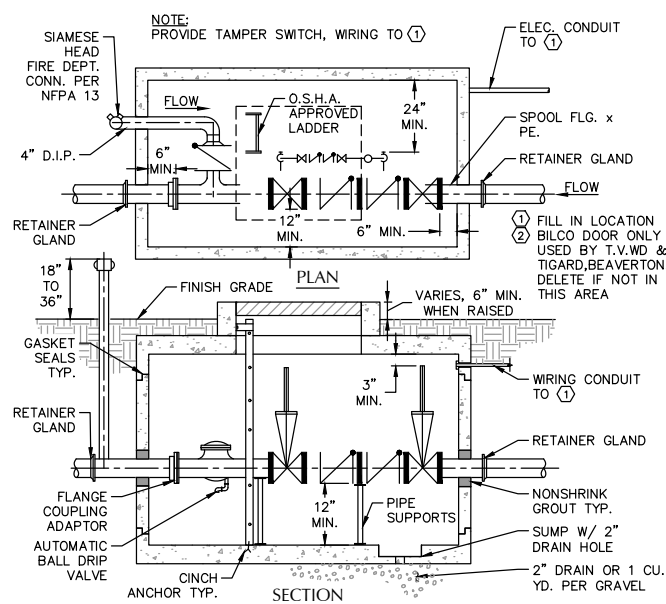 NOTE:
PROVIDE TAMPER SWITCH, WIRING TO 1
SIAMESE
HEAD
FIRE DEPT.
CONN. PER
NFPA 13
ELEC. CONDUIT
TO 1
FLOW
O.S.H.A.
APPROVED
LADDER
24"
MIN.
4" D.I.P.
6"
MIN.
SPOOL FLG. x
PE.
RETAINER GLAND
FLOW
RETAINER
GLAND
12"
MIN.
6" MIN.
1 FILL IN LOCATION
2 BILCO DOOR ONLY
USED BY T.V.WD &
TIGARD,BEAVERTON
DELETE IF NOT IN
THIS AREA
PLAN
18"
TO
36"
FINISH GRADE
VARIES, 6" MIN.
WHEN RAISED
GASKET
SEALS
TYP.
3"
MIN.
WIRING CONDUIT
TO 1
RETAINER
GLAND
RETAINER GLAND
FLANGE
COUPLING
ADAPTOR
12"
MIN.
PIPE
SUPPORTS
NONSHRINK
GROUT TYP.
AUTOMATIC
BALL DRIP
VALVE
SUMP W/ 2"
DRAIN HOLE
CINCH
ANCHOR TYP.
2" DRAIN OR 1 CU.
YD. PER GRAVEL
SECTION